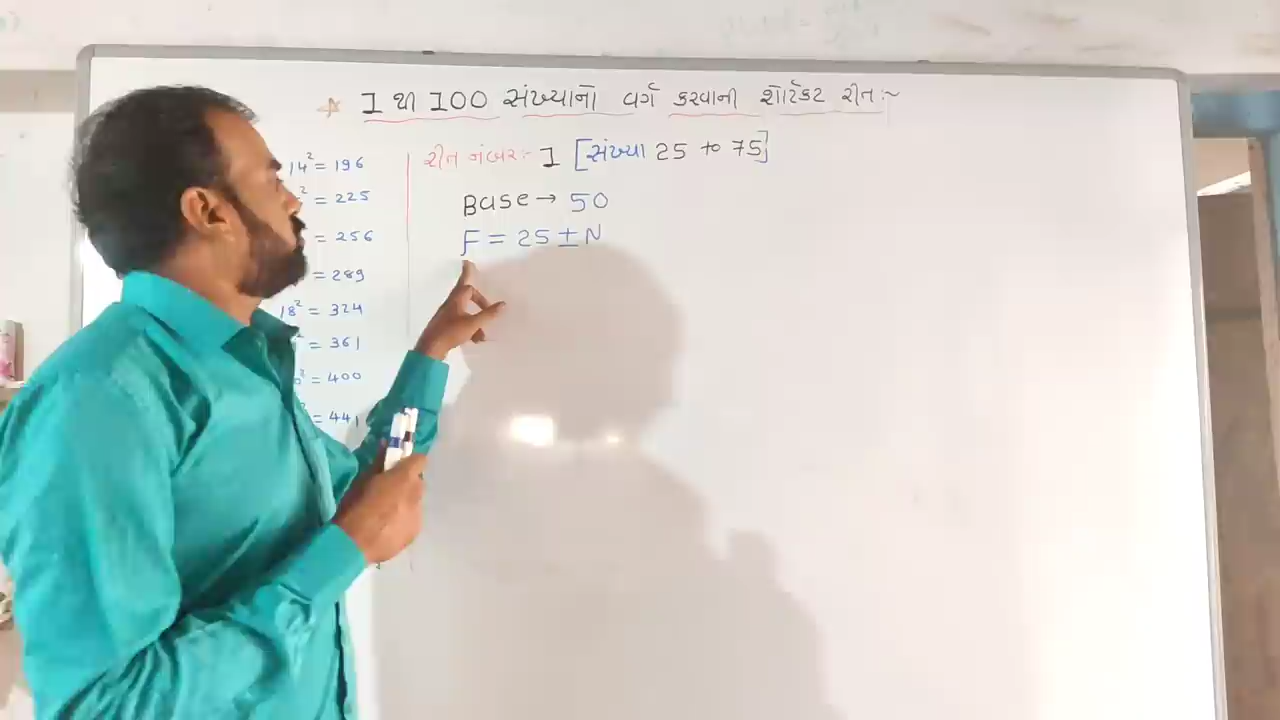 ☆ 1 થી 100 સંખ્યાનો વર્ગ કરવાની શોર્ટકટ રીત :~
14² = 196
² = 225
= 256
= 289
18² = 324
= 361
² = 400
= 441
રીત નંબર :- 1 [સંખ્યા 25 to 75]
Base → 50
F = 25 ± N